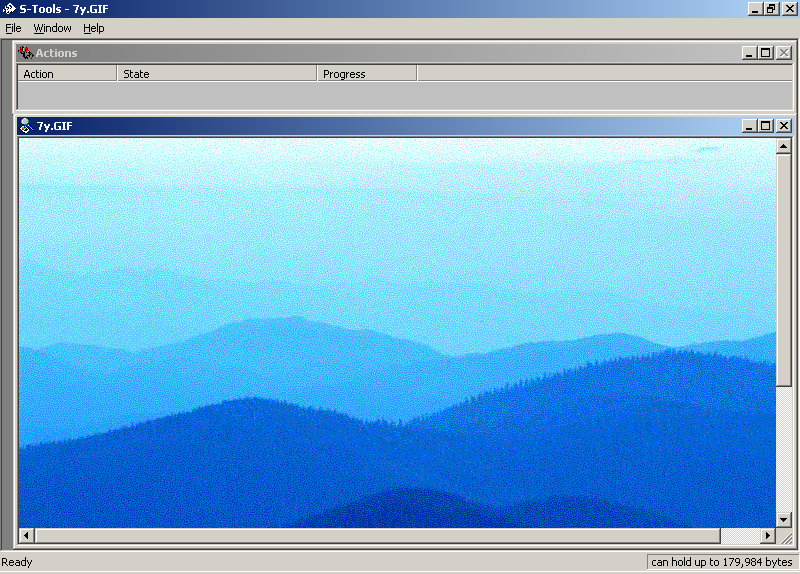 S-Tools - 7y.GIF
File Window Help
Actions
Action State Progress
7y.GIF
Ready can hold up to 179,984 bytes